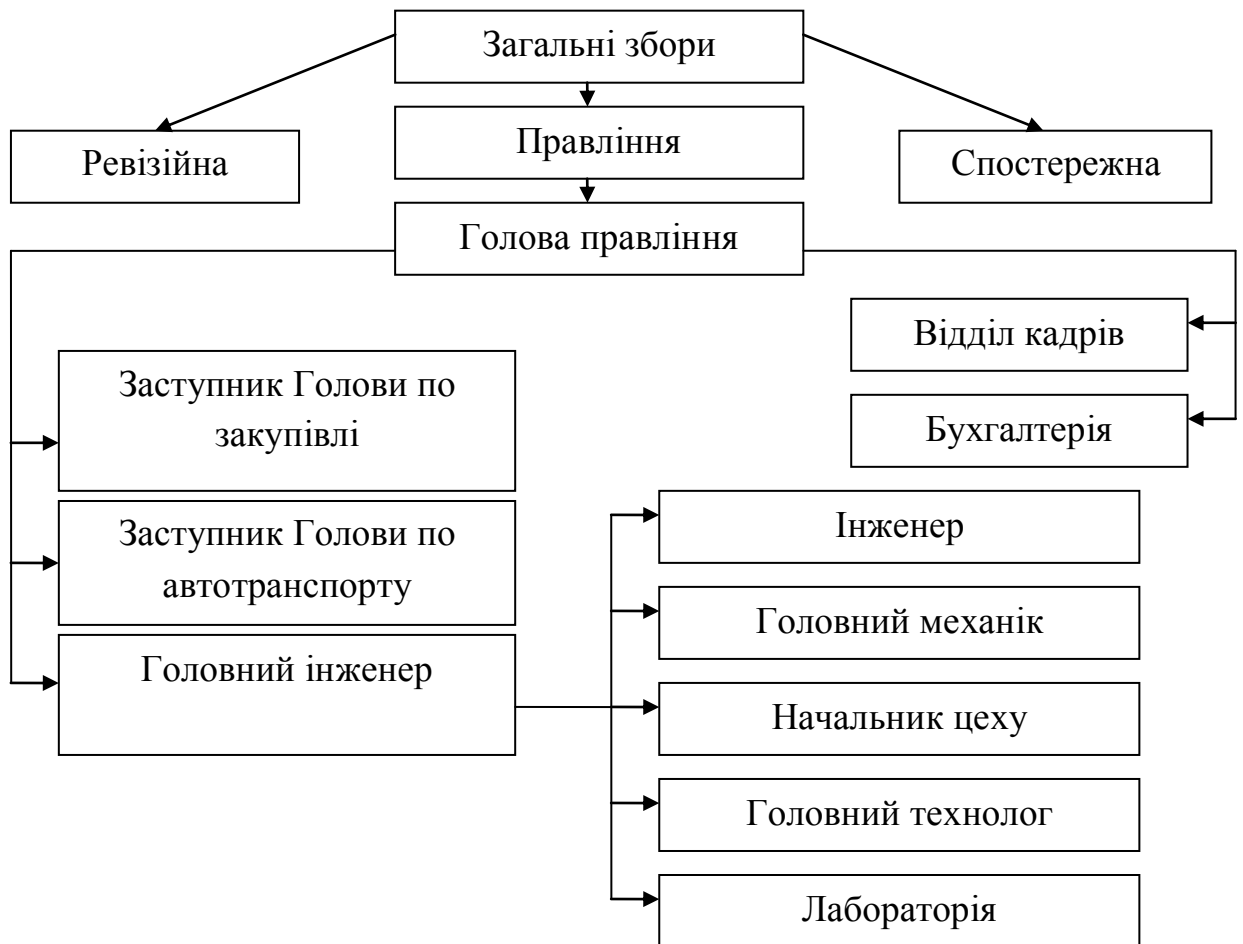 Загальні збори
Ревізійна
Правління
Спостережна
Голова правління
Відділ кадрів
Заступник Голови по
закупівлі
Бухгалтерія
Заступник Голови по
автотранспорту
Головний інженер
Інженер
Головний механік
Начальник цеху
Головний технолог
Лабораторія